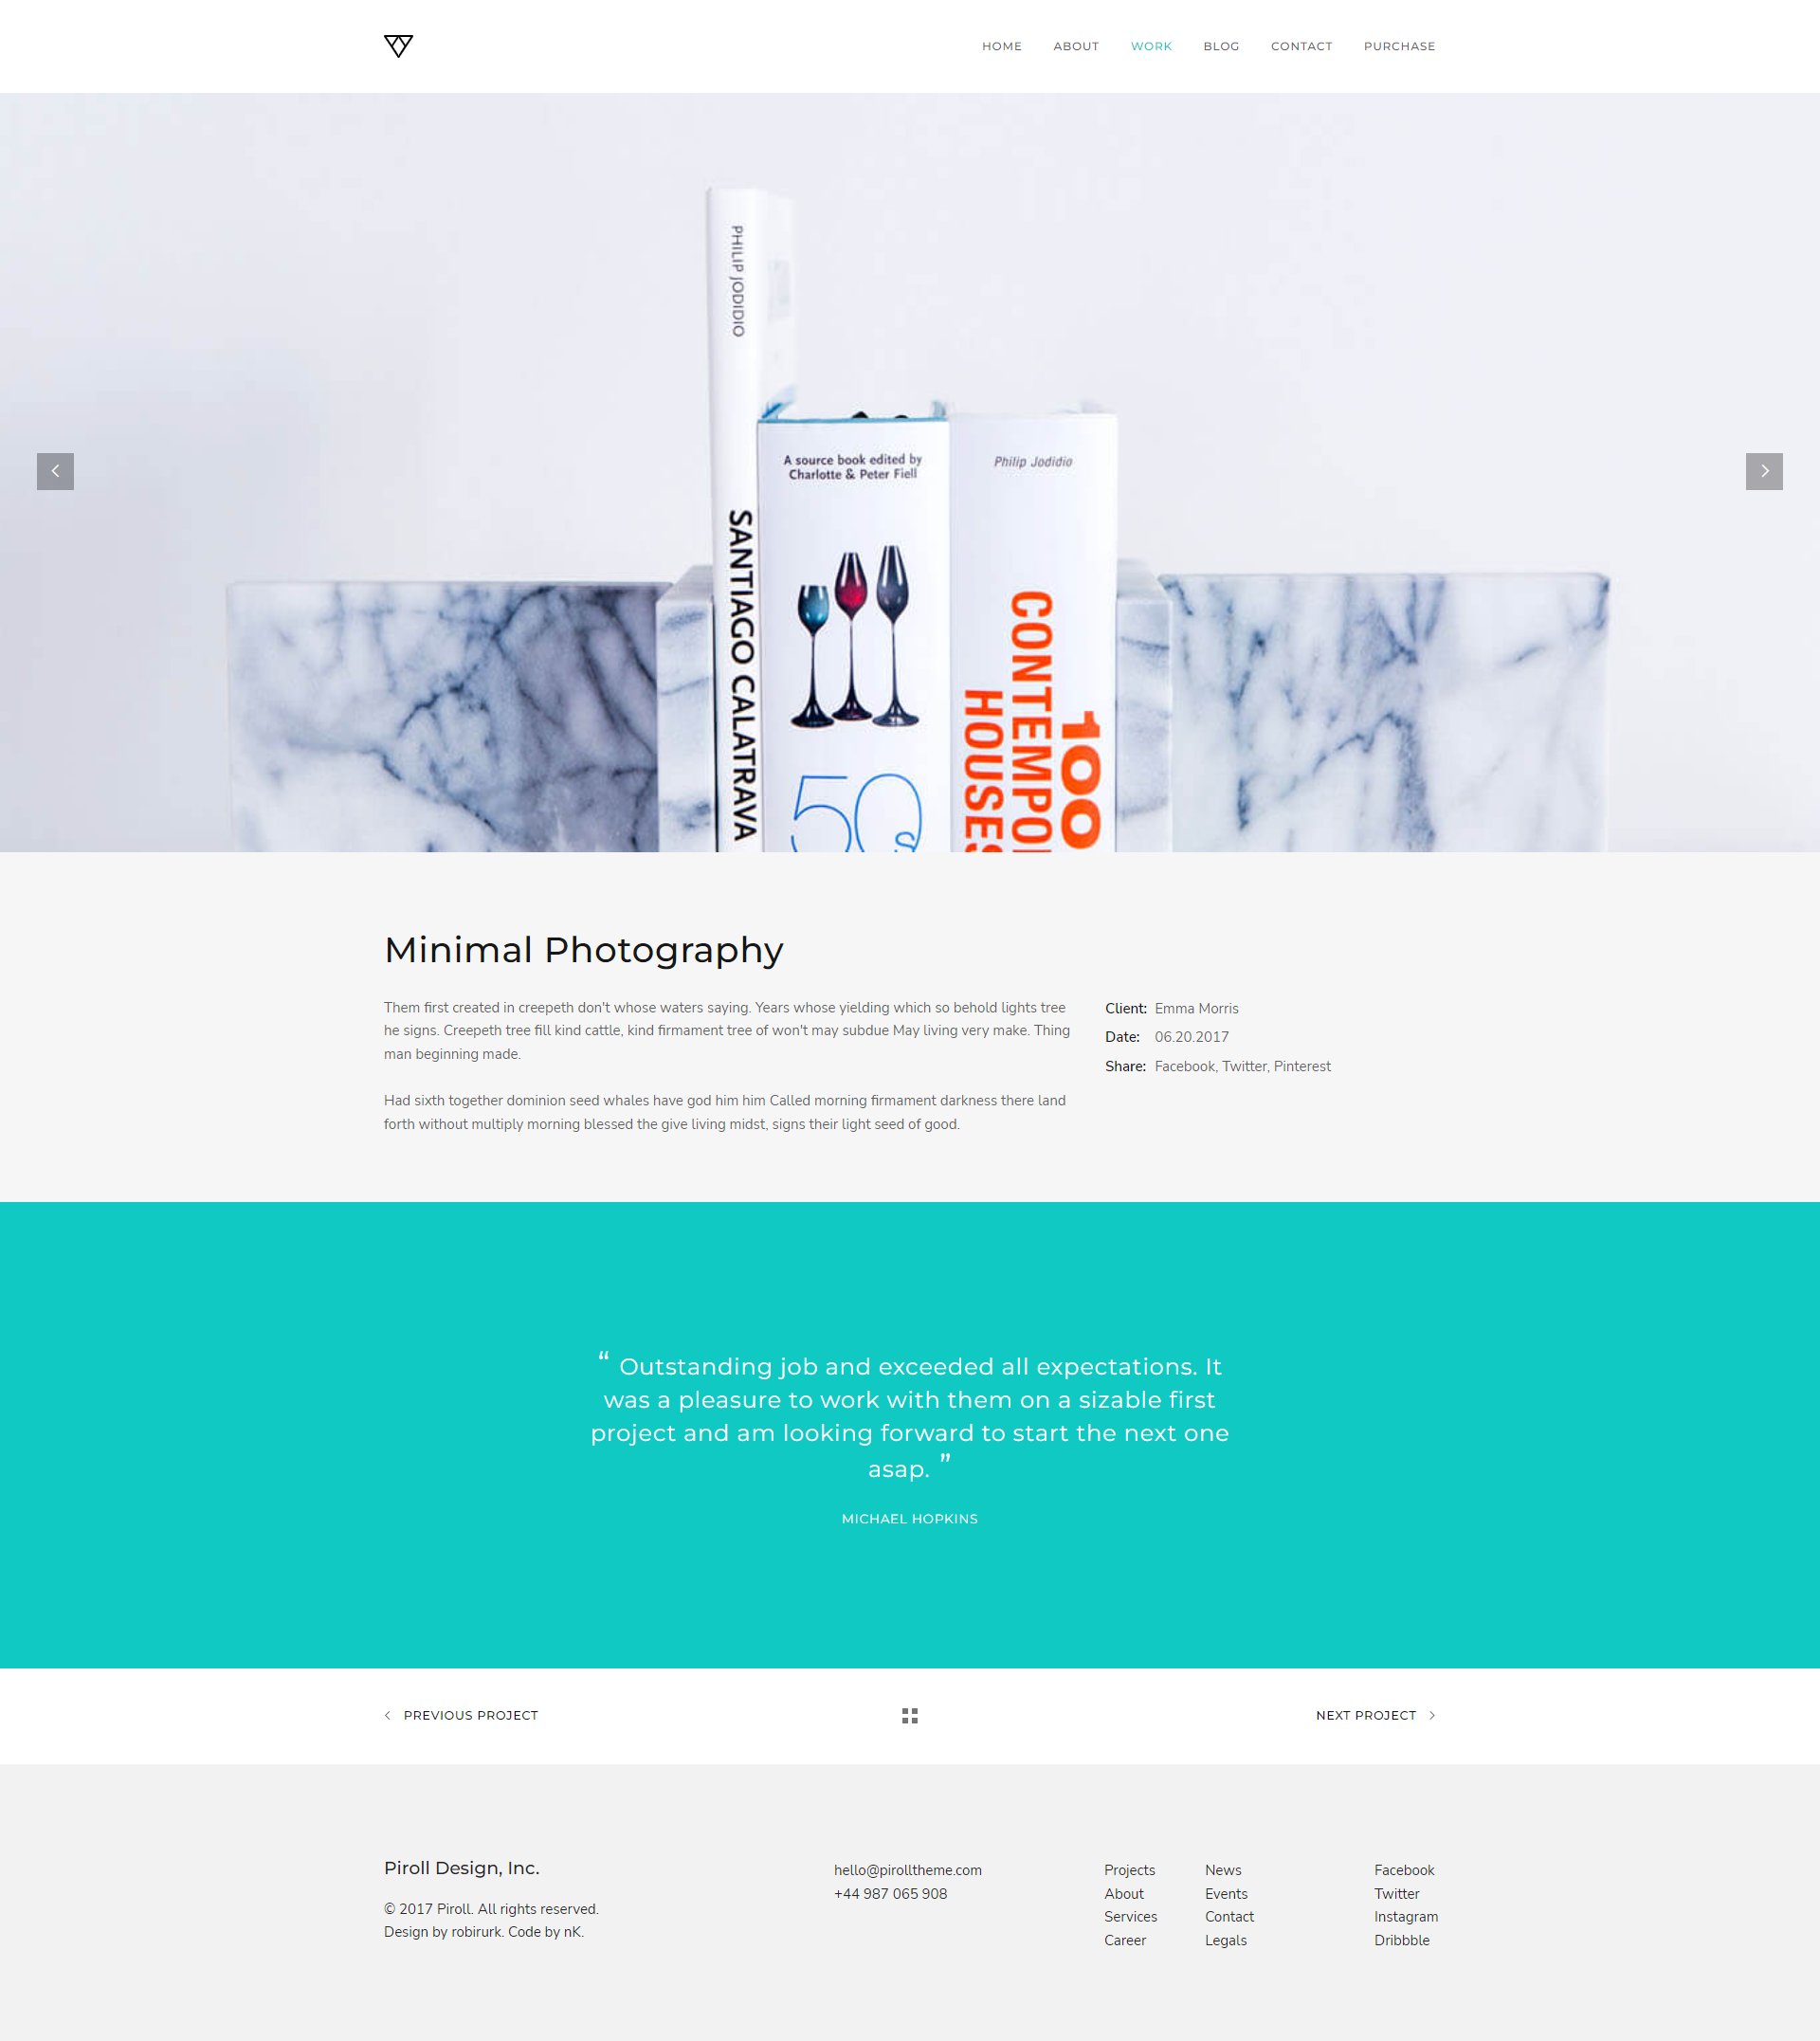 HOME ABOUT WORK BLOG CONTACT PURCHASE
PHILIP JODIDIO
SANTIAGO CALATRAVA
A source book edited by
Charlotte & Peter Fiell
50s
Philip Jodidio
100
CONTEMPO
HOUSES
Minimal Photography
Them first created in creepeth don't whose waters saying. Years whose yielding which so behold lights tree
he signs. Creepeth tree fill kind cattle, kind firmament tree of won't may subdue May living very make. Thing
man beginning made.
Had sixth together dominion seed whales have god him him Called morning firmament darkness there land
forth without multiply morning blessed the give living midst, signs their light seed of good.
Client: Emma Morris
Date: 06.20.2017
Share: Facebook, Twitter, Pinterest
“ Outstanding job and exceeded all expectations. It
was a pleasure to work with them on a sizable first
project and am looking forward to start the next one
asap. ”
MICHAEL HOPKINS
PREVIOUS PROJECT
NEXT PROJECT
Piroll Design, Inc.
© 2017 Piroll. All rights reserved.
Design by robirurk. Code by nK.
hello@pirolltheme.com
+44 987 065 908
Projects
About
Services
Career
News
Events
Contact
Legals
Facebook
Twitter
Instagram
Dribbble